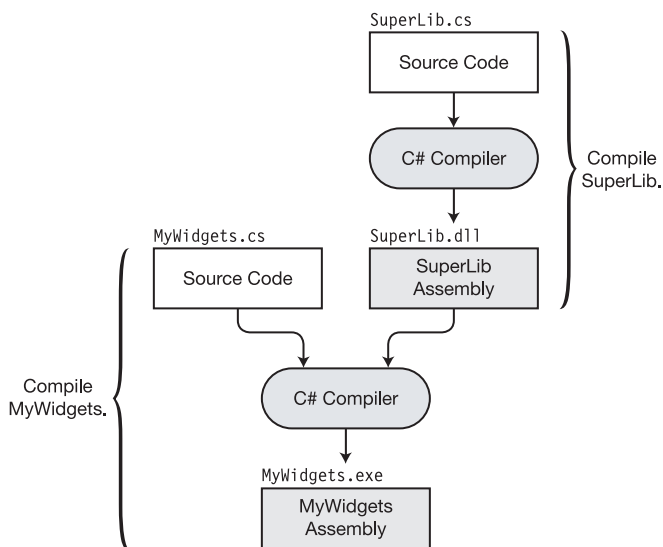 SuperLib.cs
Source Code
C# Compiler
Compile
SuperLib.
MyWidgets.cs
Source Code
SuperLib.dll
SuperLib
Assembly
Compile
MyWidgets.
C# Compiler
MyWidgets.exe
MyWidgets
Assembly